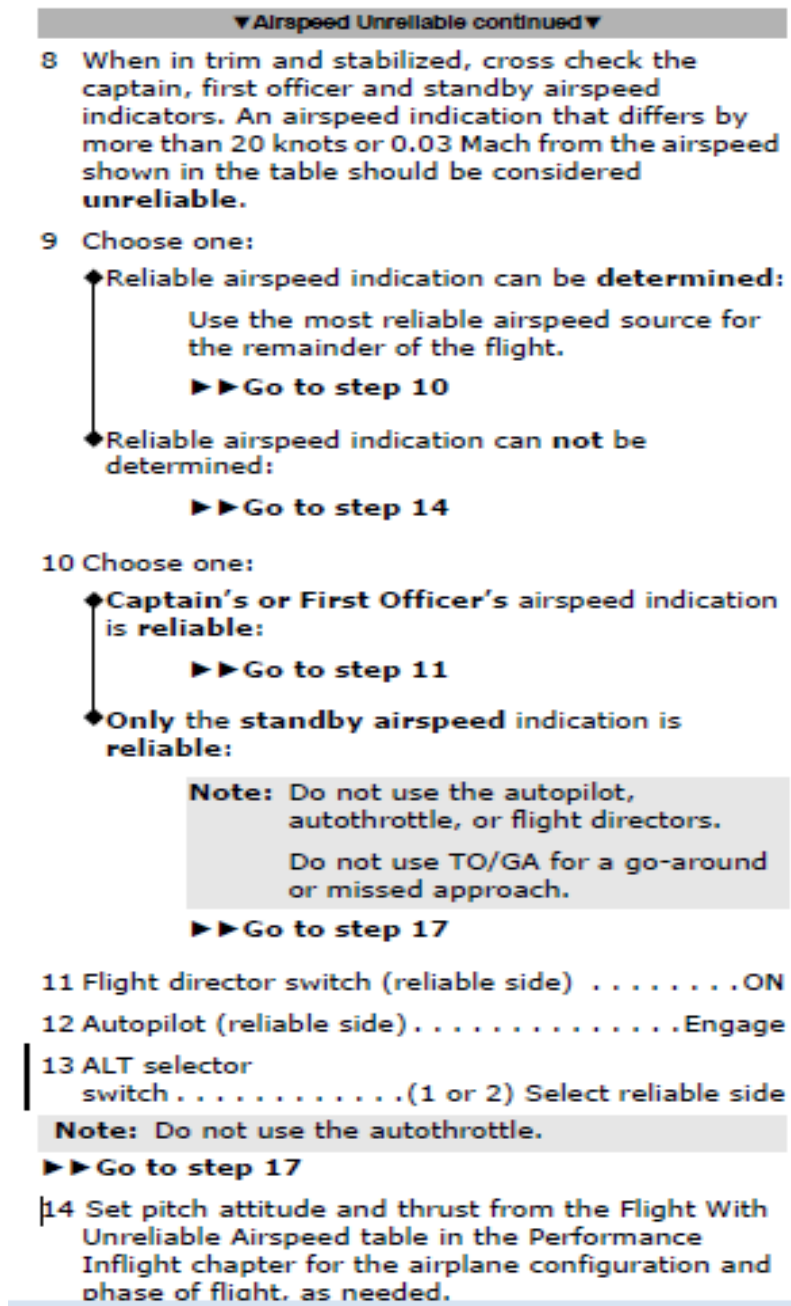 ▼Airspeed Unreliable continued▼
8 When in trim and stabilized, cross check the
captain, first officer and standby airspeed
indicators. An airspeed indication that differs by
more than 20 knots or 0.03 Mach from the airspeed
shown in the table should be considered
unreliable.
9 Choose one:
◆Reliable airspeed indication can be determined:
Use the most reliable airspeed source for
the remainder of the flight.
►►Go to step 10
◆Reliable airspeed indication can not be
determined:
►►Go to step 14
10 Choose one:
◆Captain's or First Officer's airspeed indication
is reliable:
►►Go to step 11
◆Only the standby airspeed indication is
reliable:
Note: Do not use the autopilot,
autothrottle, or flight directors.
Do not use TO/GA for a go-around
or missed approach.
►►Go to step 17
11 Flight director switch (reliable side) . . . . . . . . ON
12 Autopilot (reliable side) . . . . . . . . . . . . . . . Engage
13 ALT selector
switch . . . . . . . . . . . . (1 or 2) Select reliable side
Note: Do not use the autothrottle.
►►Go to step 17
14 Set pitch attitude and thrust from the Flight With
Unreliable Airspeed table in the Performance
Inflight chapter for the airplane configuration and
phase of flight, as needed.